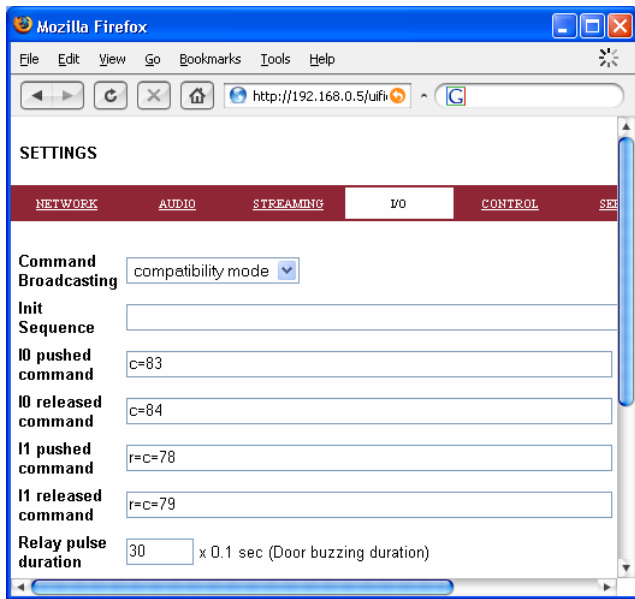 Mozilla Firefox
File Edit View Go Bookmarks Tools Help
http://192.168.0.5/uifi
G
SETTINGS
NETWORK AUDIO STREAMING I/O CONTROL
Command Broadcasting compatibility mode
Init Sequence
I0 pushed command c=83
I0 released command c=84
I1 pushed command r=c=78
I1 released command r=c=79
Relay pulse duration 30 x 0.1 sec (Door buzzing duration)